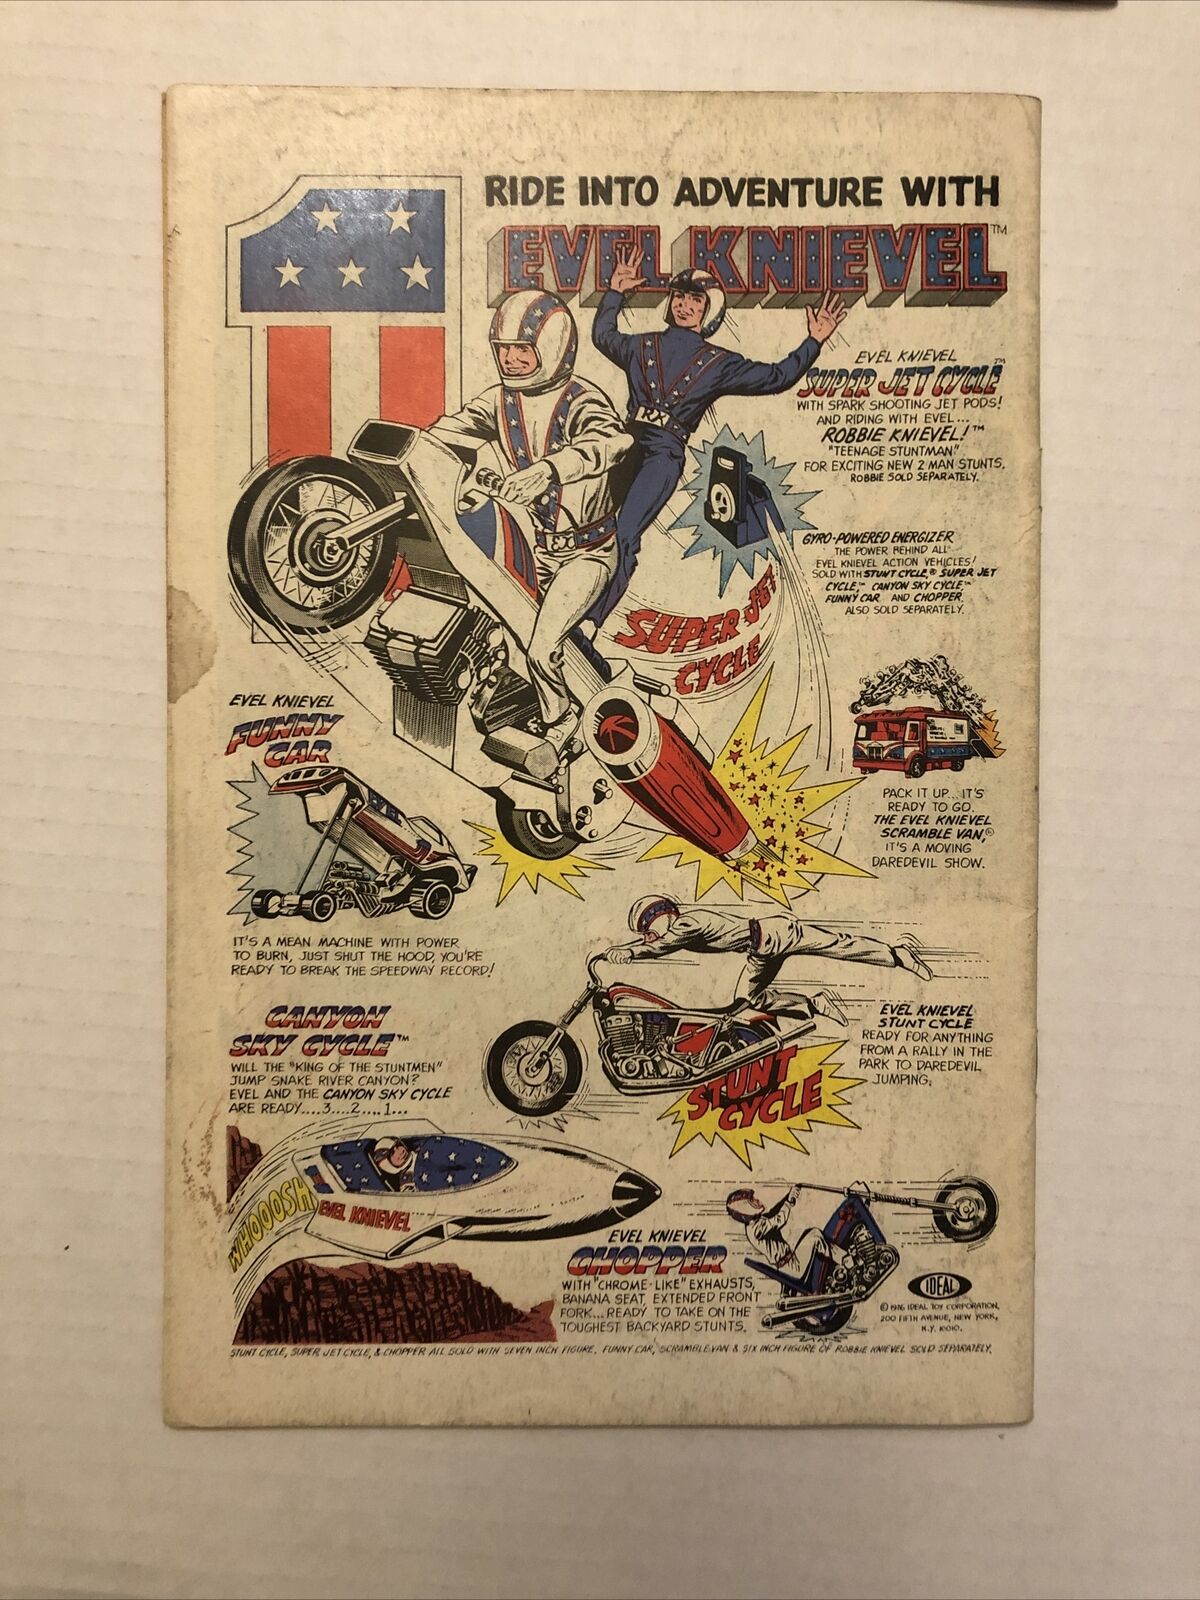 RIDE INTO ADVENTURE WITH
EVEL KNIEVEL™
EVEL KNIEVEL
SUPER JET CYCLE™
WITH SPARK SHOOTING JET PODS!
AND RIDING WITH EVEL...
ROBBIE KNIEVEL!™
"TEENAGE STUNTMAN"
FOR EXCITING NEW 2 MAN STUNTS.
ROBBIE SOLD SEPARATELY.
RX
EK
GYRO-POWERED ENERGIZER
THE POWER BEHIND ALL
EVEL KNIEVEL ACTION VEHICLES!
SOLD WITH STUNT CYCLE,® SUPER JET
CYCLE,™ CANYON SKY CYCLE,™
FUNNY CAR AND CHOPPER.
ALSO SOLD SEPARATELY.
SUPER JET
CYCLE
EVEL KNIEVEL
FUNNY
CAR
PACK IT UP... IT'S
READY TO GO.
THE EVEL KNIEVEL
SCRAMBLE VAN,®
IT'S A MOVING
DAREDEVIL SHOW.
IT'S A MEAN MACHINE WITH POWER
TO BURN, JUST SHUT THE HOOD, YOU'RE
READY TO BREAK THE SPEEDWAY RECORD!
CANYON
SKY CYCLE™
WILL THE "KING OF THE STUNTMEN"
JUMP SNAKE RIVER CANYON?
EVEL AND THE CANYON SKY CYCLE
ARE READY....3....2....1...
EVEL KNIEVEL
STUNT CYCLE
READY FOR ANYTHING
FROM A RALLY IN THE
PARK TO DAREDEVIL
JUMPING.
STUNT
CYCLE
WHOOOSH
EVEL KNIEVEL
EVEL KNIEVEL
CHOPPER
WITH "CHROME-LIKE" EXHAUSTS,
BANANA SEAT, EXTENDED FRONT
FORK... READY TO TAKE ON THE
TOUGHEST BACKYARD STUNTS.
IDEAL
© 1976 IDEAL TOY CORPORATION,
200 FIFTH AVENUE, NEW YORK,
N.Y. 10010.
STUNT CYCLE, SUPER JET CYCLE, & CHOPPER ALL SOLD WITH SEVEN INCH FIGURE. FUNNY CAR, SCRAMBLE VAN & SIX INCH FIGURE OF ROBBIE KNIEVEL SOLD SEPARATELY.